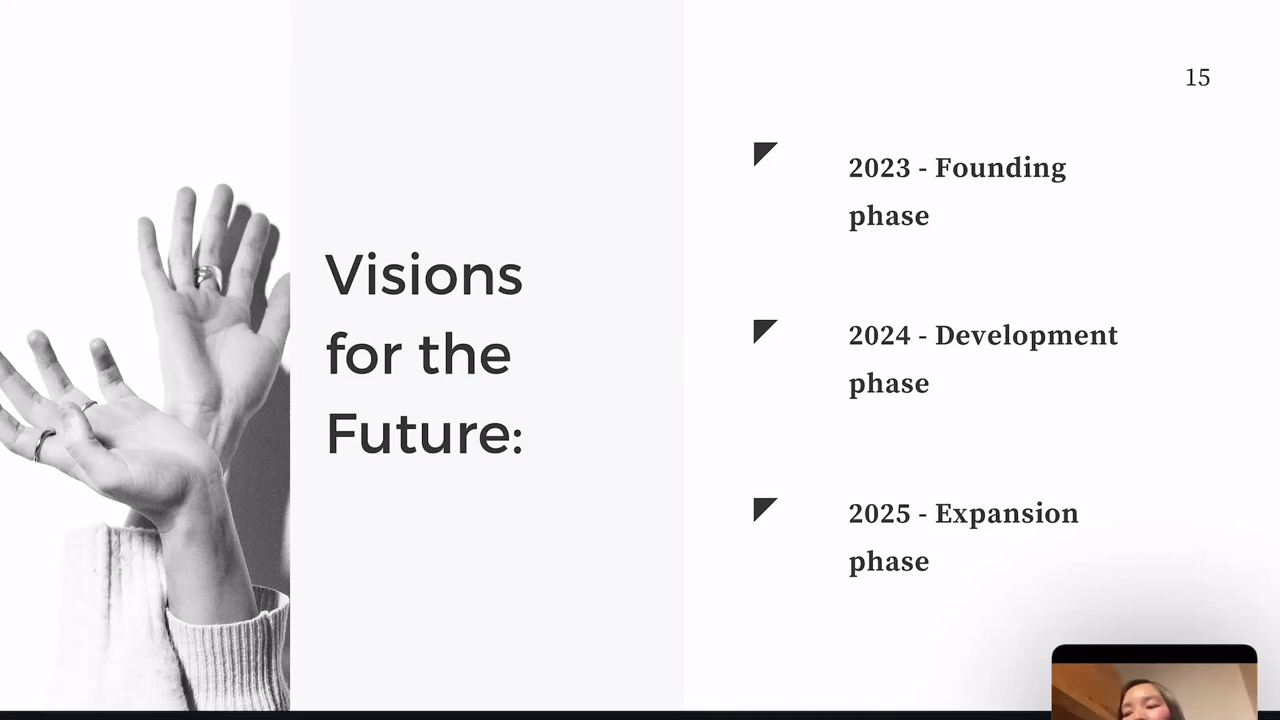 15
Visions
for the
Future:
2023 - Founding
phase
2024 - Development
phase
2025 - Expansion
phase